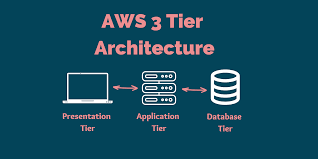 AWS 3 Tier
Architecture
Presentation
Tier
Application
Tier
Database
Tier